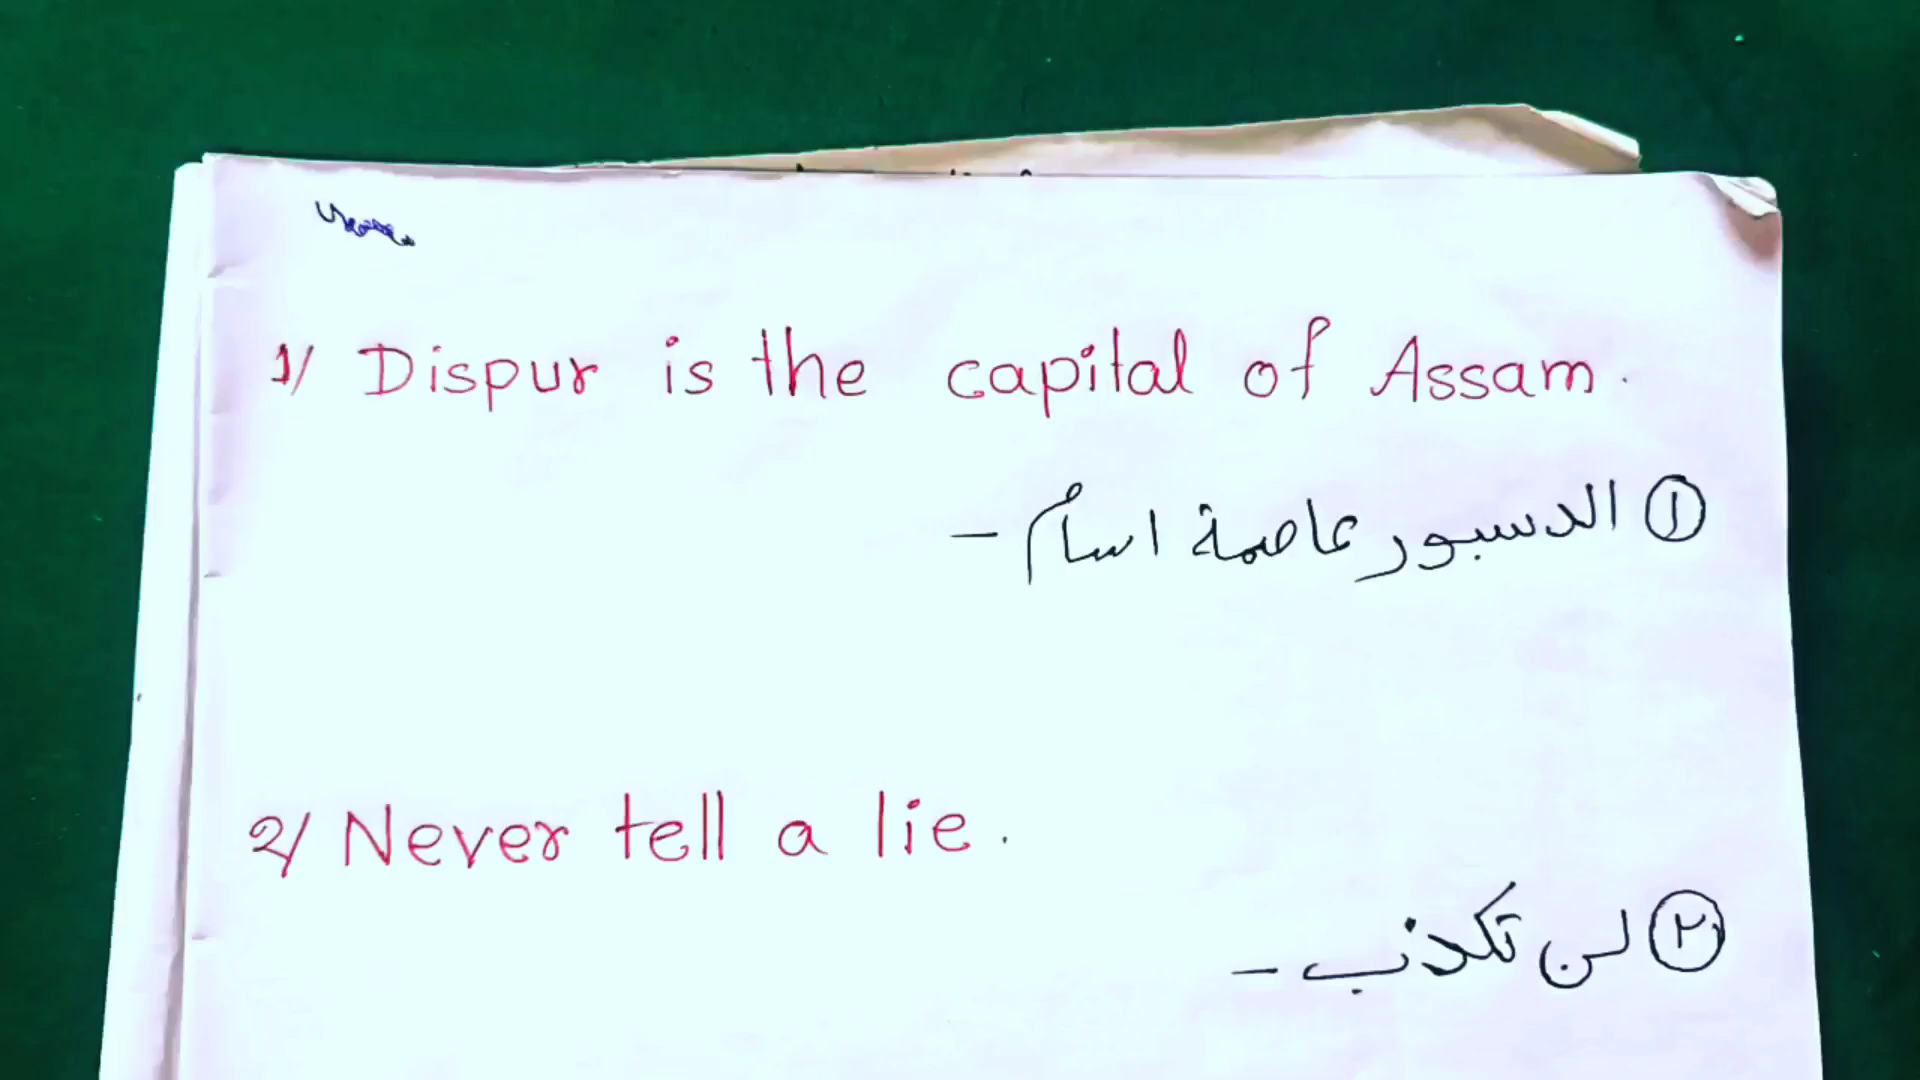 1/ Dispur is the capital of Assam.
① الدسبور عاصمة اسام -
2/ Never tell a lie.
② لن تكذب -